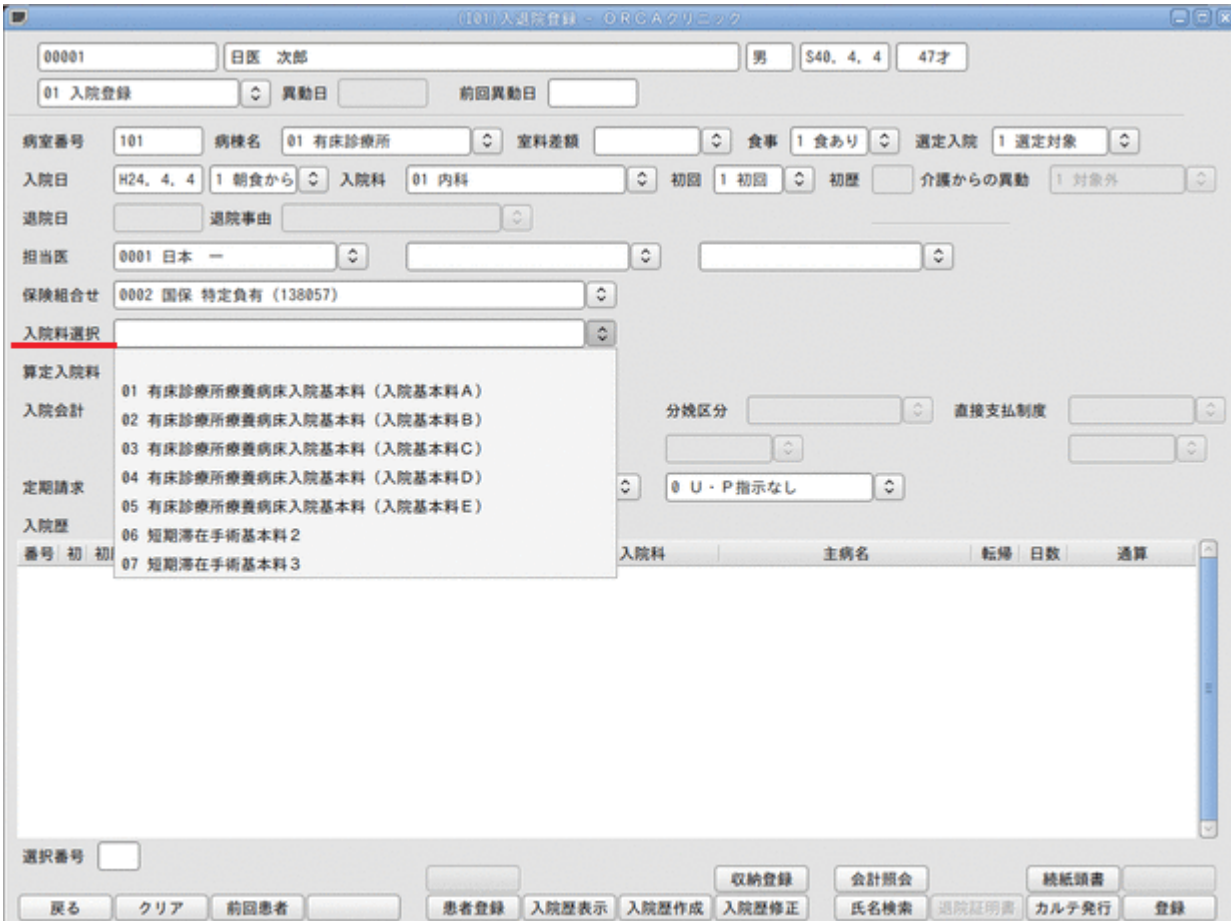 (I01)入退院登録 - ＯＲＣＡクリニック
00001 日医　次郎 男 S40. 4. 4 47才
01 入院登録 異動日 前回異動日
病室番号 101 病棟名 01 有床診療所 室料差額 食事 1 食あり 選定入院 1 選定対象
入院日 H24. 4. 4 1 朝食から 入院科 01 内科 初回 1 初回 初歴 介護からの異動 1 対象外
退院日 退院事由
担当医 0001 日本　一
保険組合せ 0002 国保 特定負有 (138057)
入院料選択
算定入院料
01 有床診療所療養病床入院基本料（入院基本料Ａ）
入院会計 分娩区分 直接支払制度
02 有床診療所療養病床入院基本料（入院基本料Ｂ）
03 有床診療所療養病床入院基本料（入院基本料Ｃ）
04 有床診療所療養病床入院基本料（入院基本料Ｄ）
定期請求 0 Ｕ・Ｐ指示なし
05 有床診療所療養病床入院基本料（入院基本料Ｅ）
入院歴
06 短期滞在手術基本料２
番号 初 初 入院科 主病名 転帰 日数 通算
07 短期滞在手術基本料３
選択番号
収納登録 会計照会 続紙頭書
戻る クリア 前回患者 患者登録 入院歴表示 入院歴作成 入院歴修正 氏名検索 退院証明書 カルテ発行 登録